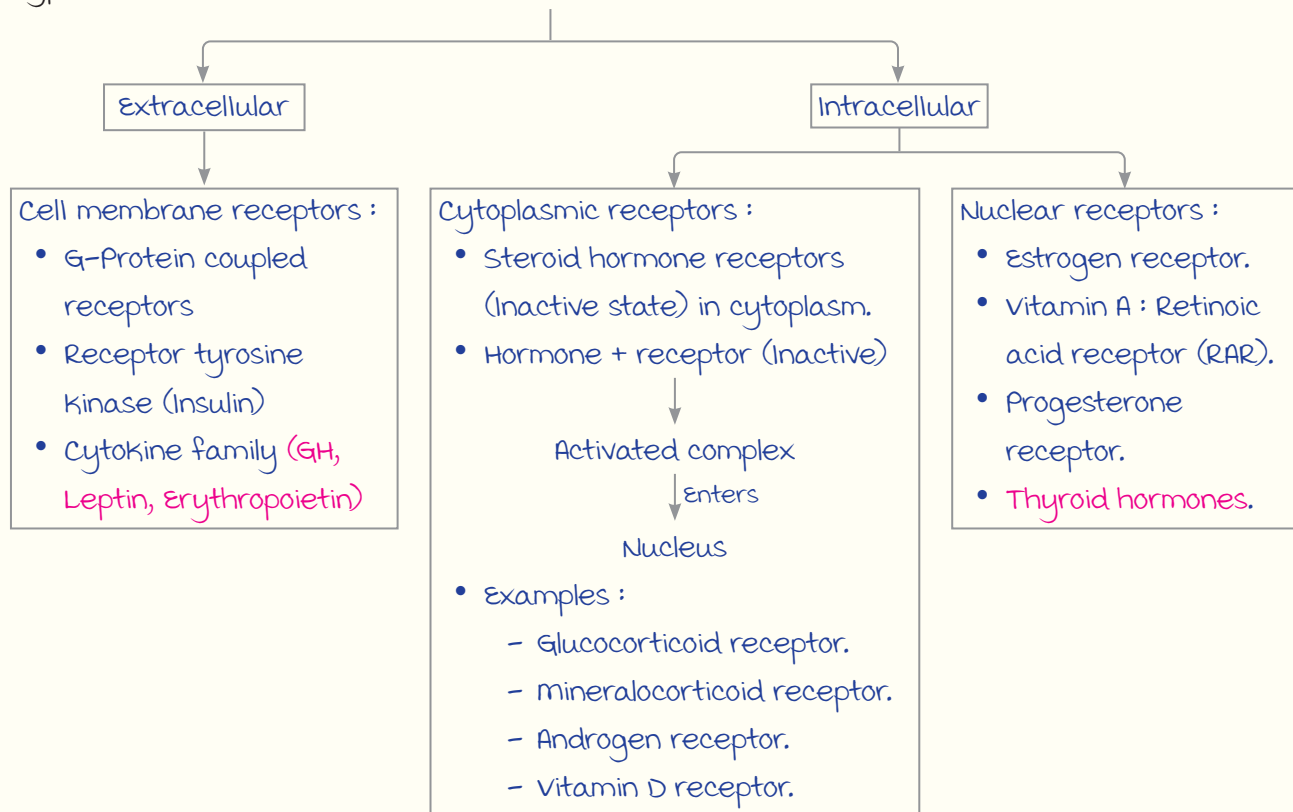 Extracellular
Intracellular
Cell membrane receptors :
• G-Protein coupled
receptors
• Receptor tyrosine
kinase (Insulin)
• Cytokine family (GH,
Leptin, Erythropoietin)
Cytoplasmic receptors :
• Steroid hormone receptors
(Inactive state) in cytoplasm.
• Hormone + receptor (Inactive)
Activated complex
Enters
Nucleus
• Examples :
– Glucocorticoid receptor.
– Mineralocorticoid receptor.
– Androgen receptor.
– Vitamin D receptor.
Nuclear receptors :
• Estrogen receptor.
• Vitamin A : Retinoic
acid receptor (RAR).
• Progesterone
receptor.
• Thyroid hormones.